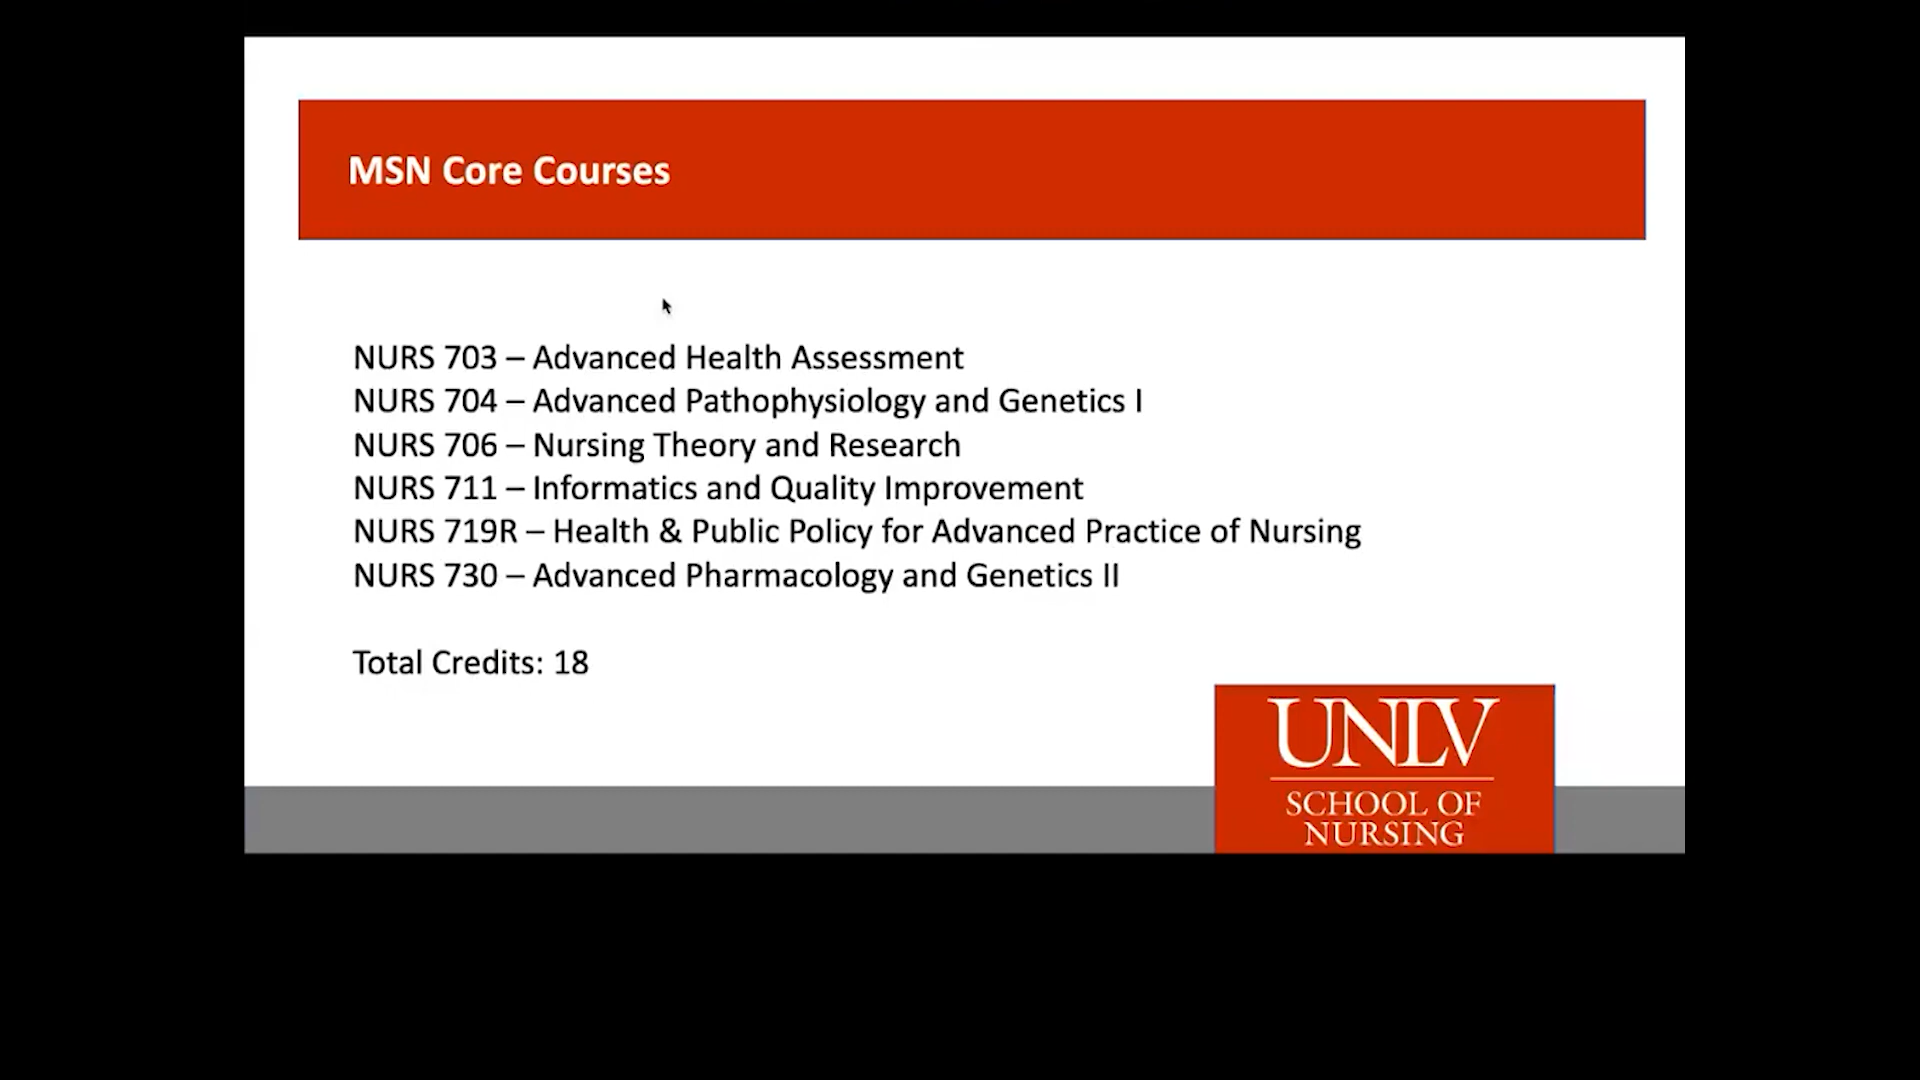 MSN Core Courses
NURS 703 – Advanced Health Assessment
NURS 704 – Advanced Pathophysiology and Genetics I
NURS 706 – Nursing Theory and Research
NURS 711 – Informatics and Quality Improvement
NURS 719R – Health & Public Policy for Advanced Practice of Nursing
NURS 730 – Advanced Pharmacology and Genetics II
Total Credits: 18
UNLV
SCHOOL OF
NURSING